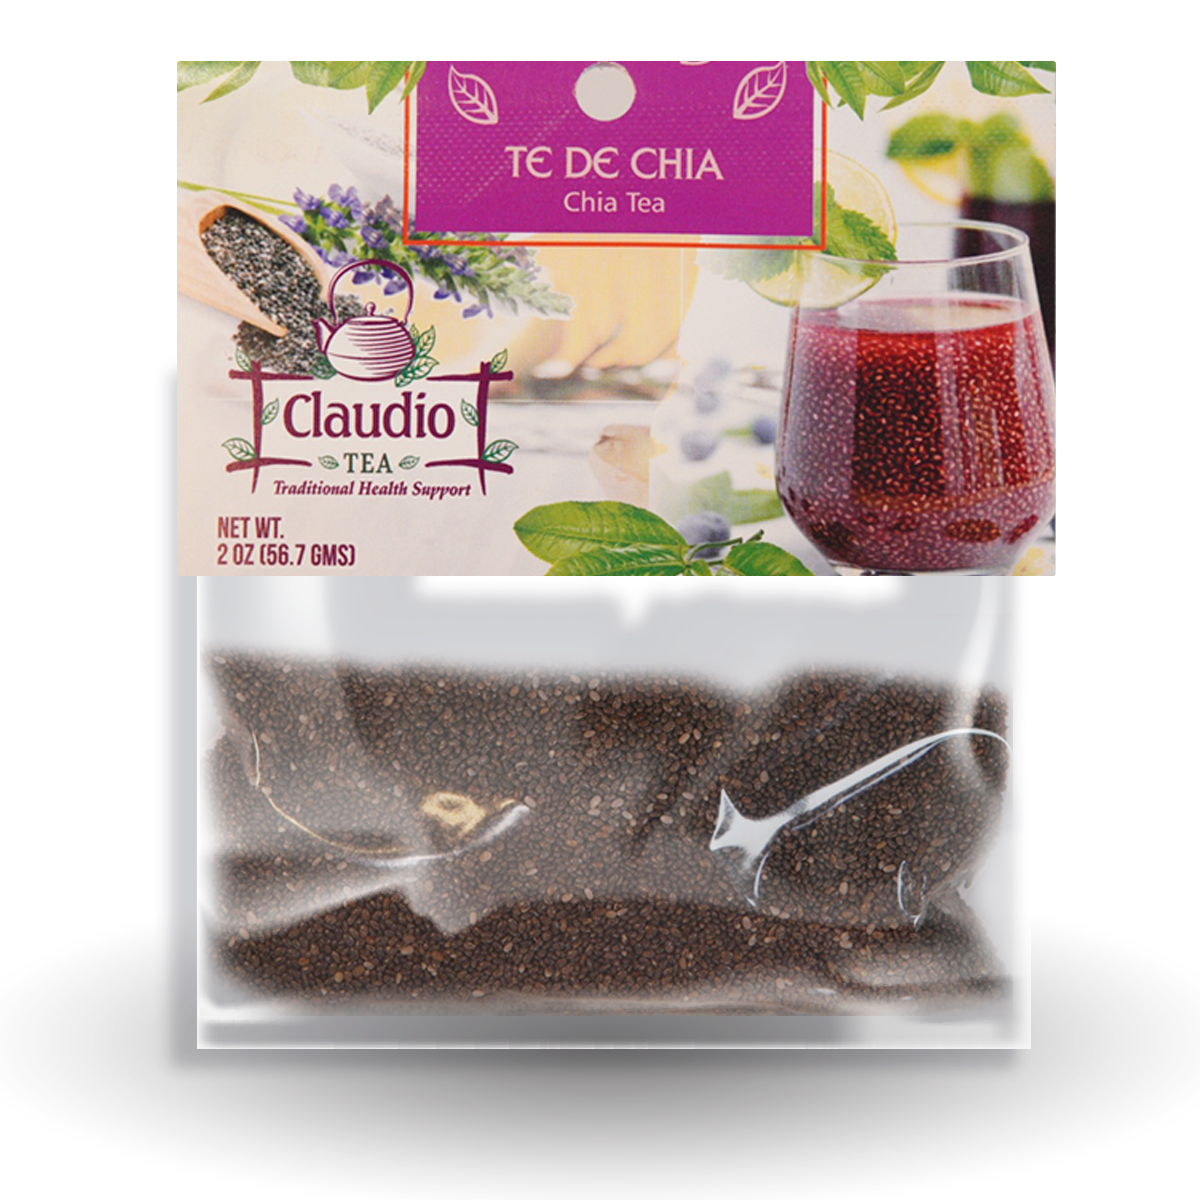 TE DE CHIA
Chia Tea
Claudio
TEA
Traditional Health Support
NET WT.
2 OZ (56.7 GMS)